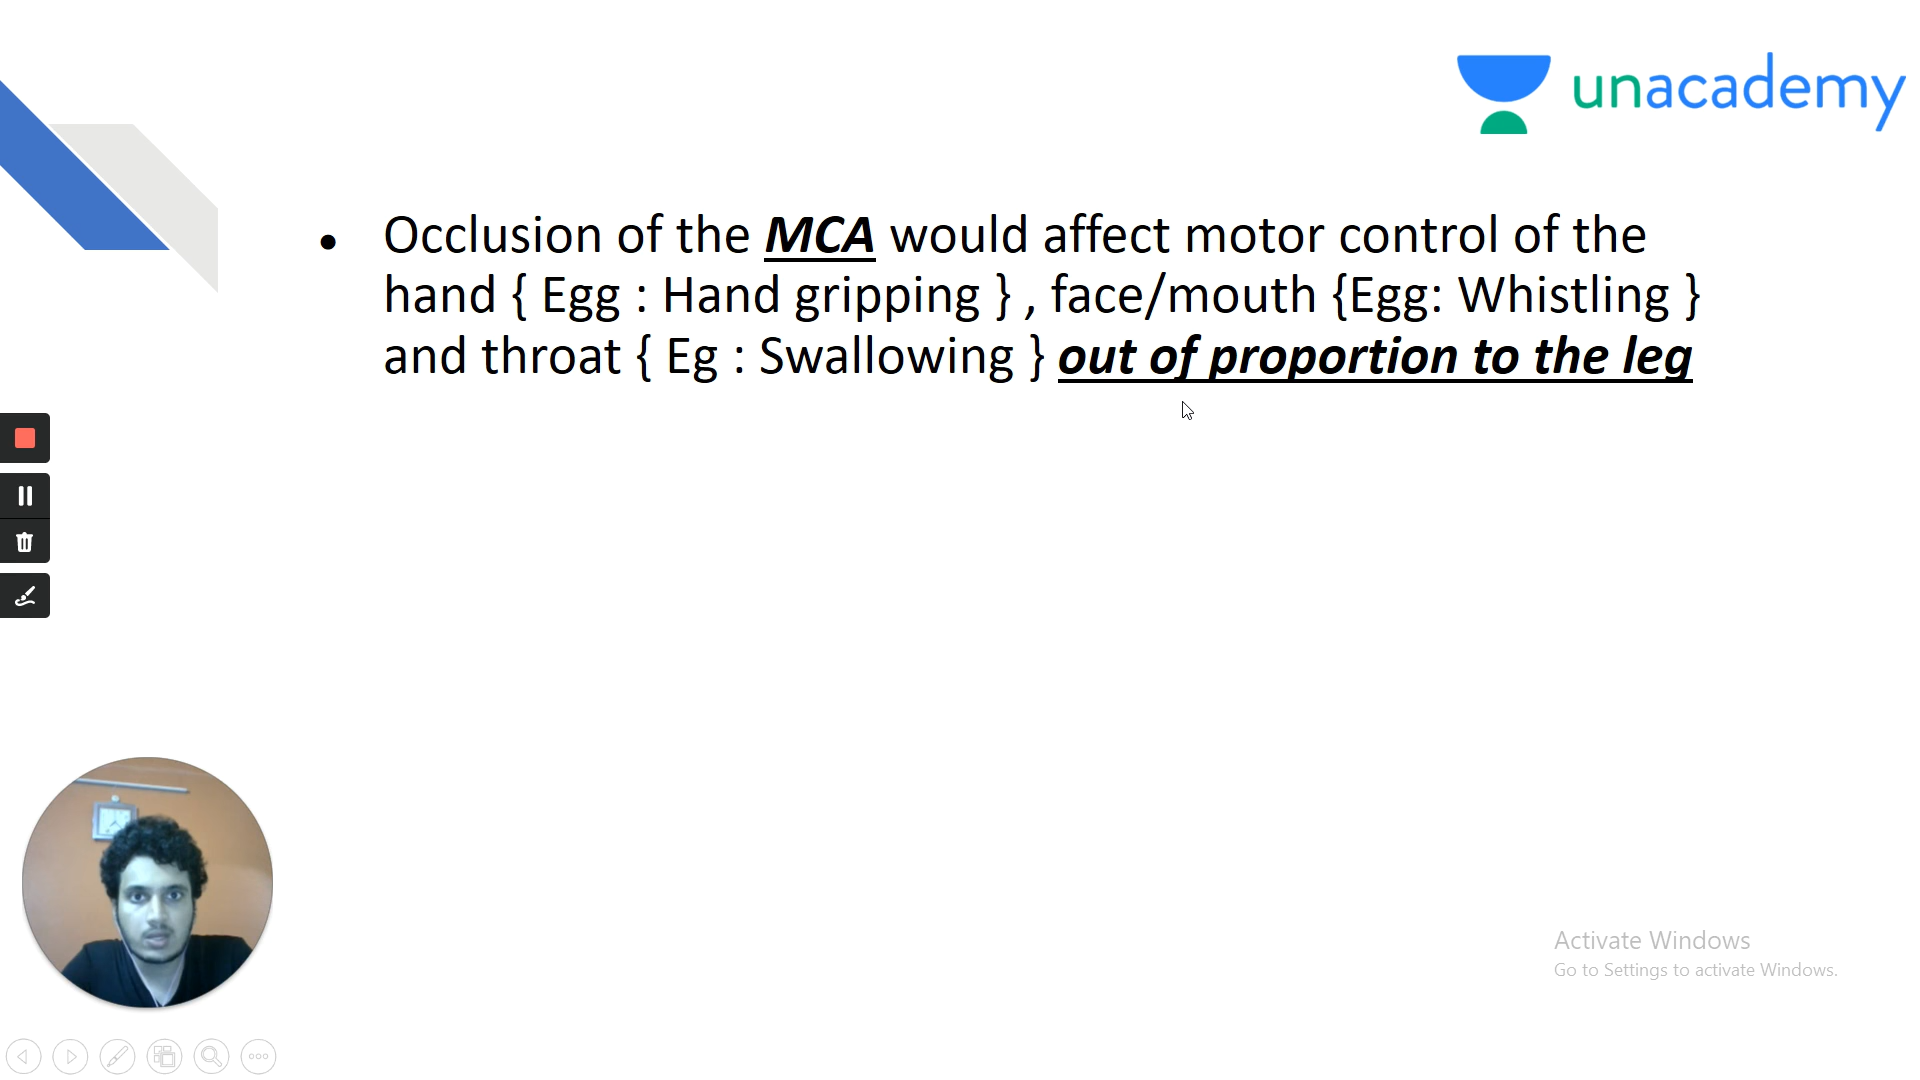 unacademy
• Occlusion of the MCA would affect motor control of the
hand { Egg : Hand gripping } , face/mouth {Egg: Whistling }
and throat { Eg : Swallowing } out of proportion to the leg
Activate Windows
Go to Settings to activate Windows.